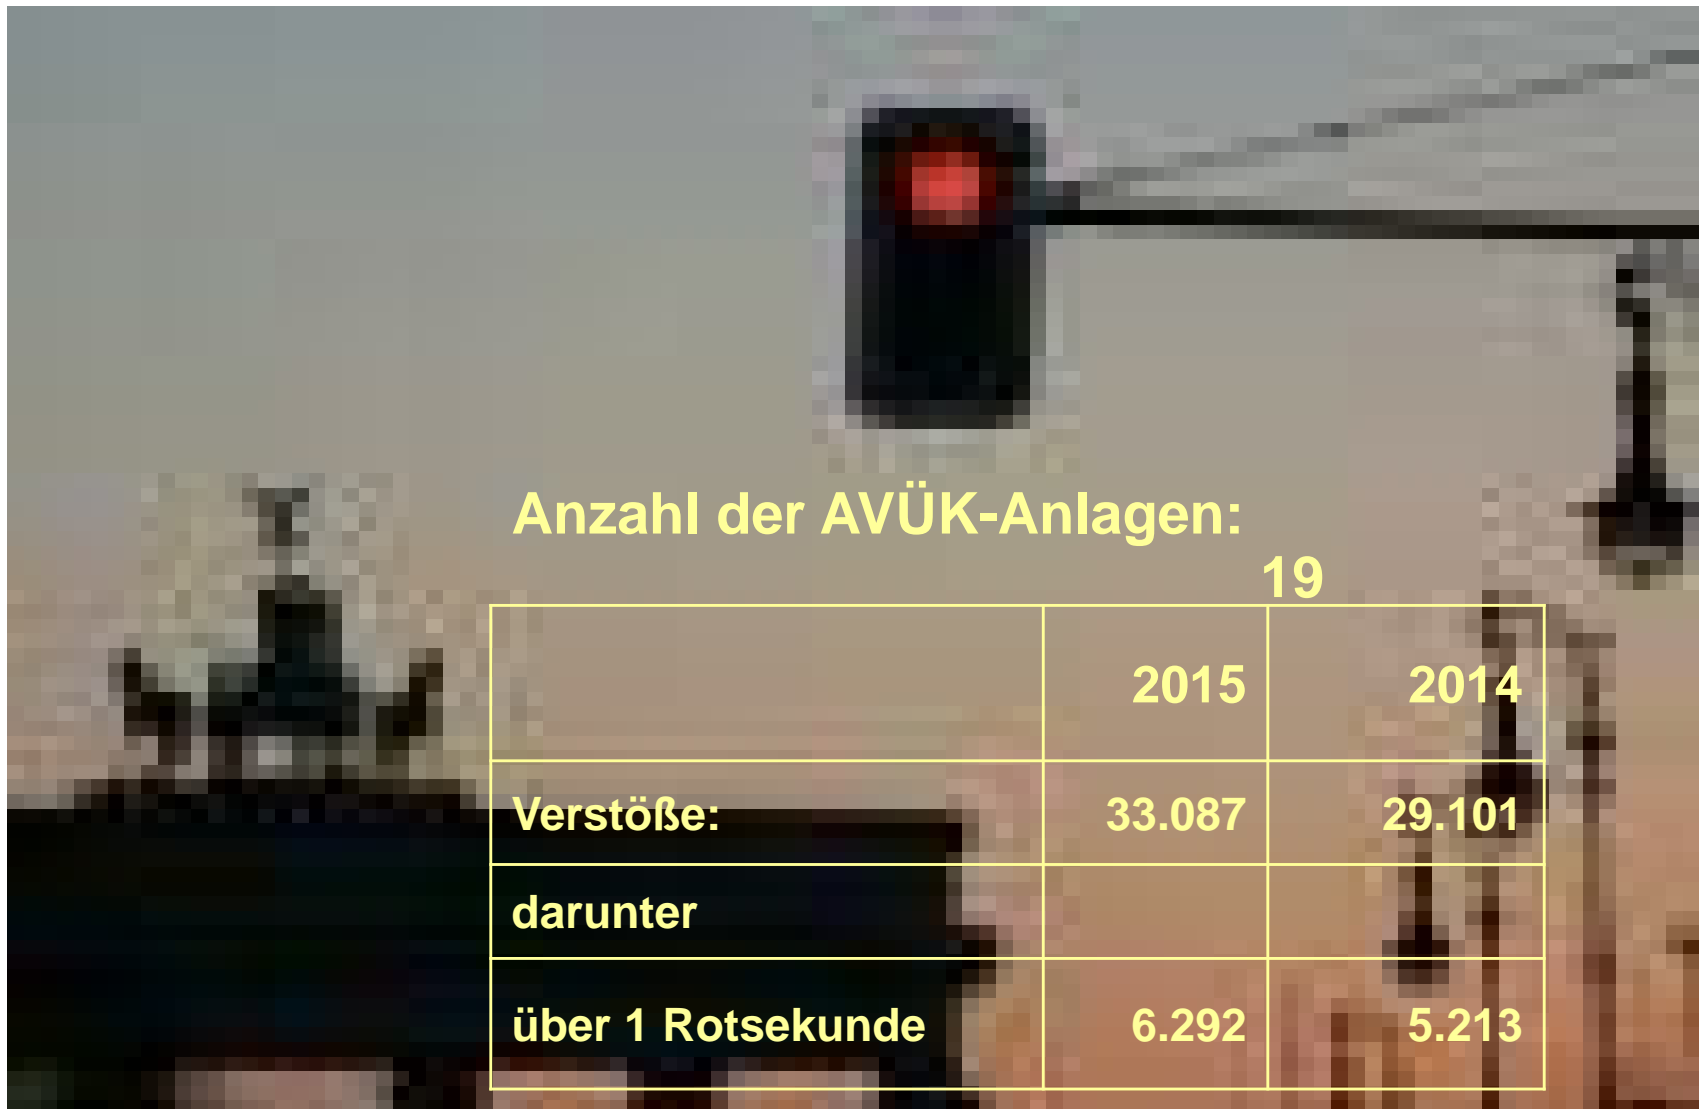 Anzahl der AVÜK-Anlagen:
19
2015 2014
Verstöße: 33.087 29.101
darunter
über 1 Rotsekunde 6.292 5.213